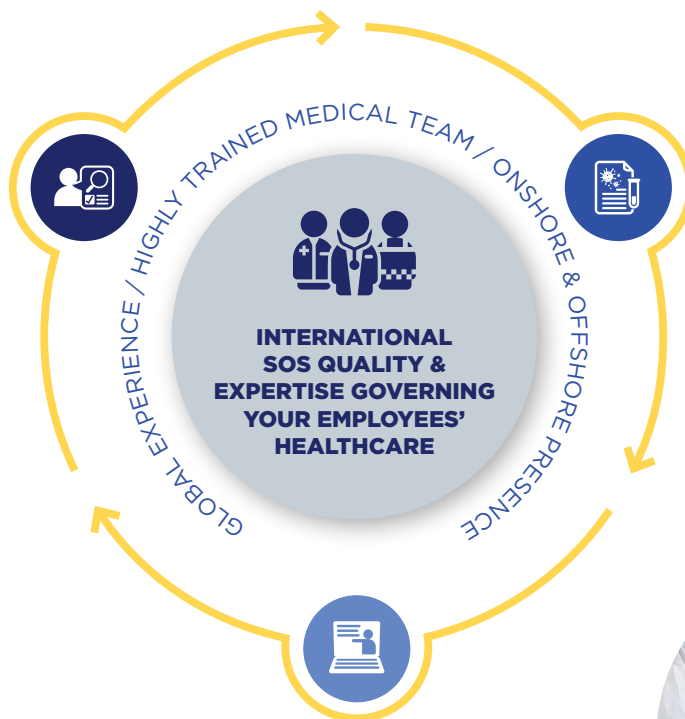 GLOBAL EXPERIENCE / HIGHLY TRAINED MEDICAL TEAM / ONSHORE & OFFSHORE PRESENCE
INTERNATIONAL
SOS QUALITY &
EXPERTISE GOVERNING
YOUR EMPLOYEES’
HEALTHCARE